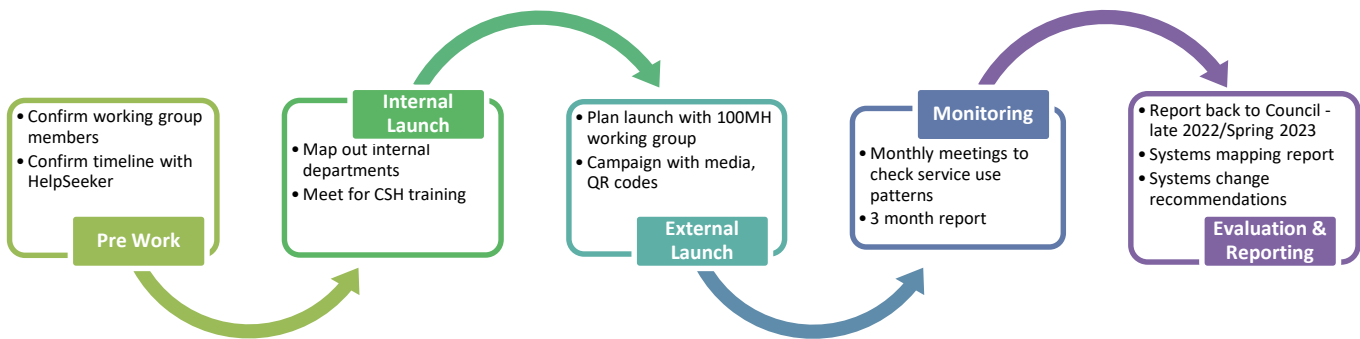 • Confirm working group
members
• Confirm timeline with
HelpSeeker
Pre Work
Internal
Launch
• Map out internal
departments
• Meet for CSH training
• Plan launch with 100MH
working group
• Campaign with media,
QR codes
External
Launch
Monitoring
• Monthly meetings to
check service use
patterns
• 3 month report
• Report back to Council -
late 2022/Spring 2023
• Systems mapping report
• Systems change
recommendations
Evaluation &
Reporting